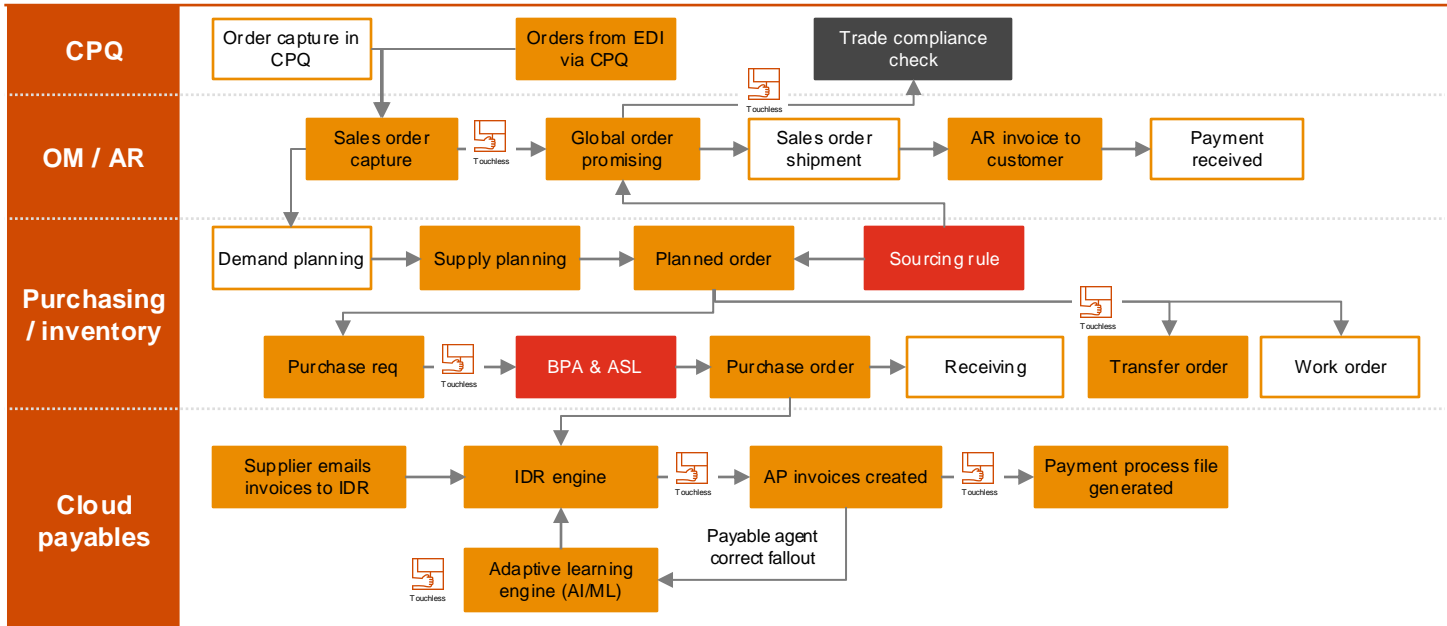 CPQ
Order capture in
CPQ
Orders from EDI
via CPQ
Trade compliance
check
Touchless
OM / AR
Sales order
capture
Touchless
Global order
promising
Sales order
shipment
AR invoice to
customer
Payment
received
Purchasing
/ inventory
Demand planning
Supply planning
Planned order
Sourcing rule
Touchless
Purchase req
Touchless
BPA & ASL
Purchase order
Receiving
Transfer order
Work order
Cloud
payables
Supplier emails
invoices to IDR
IDR engine
Touchless
AP invoices created
Touchless
Payment process file
generated
Payable agent
correct fallout
Touchless
Adaptive learning
engine (AI/ML)